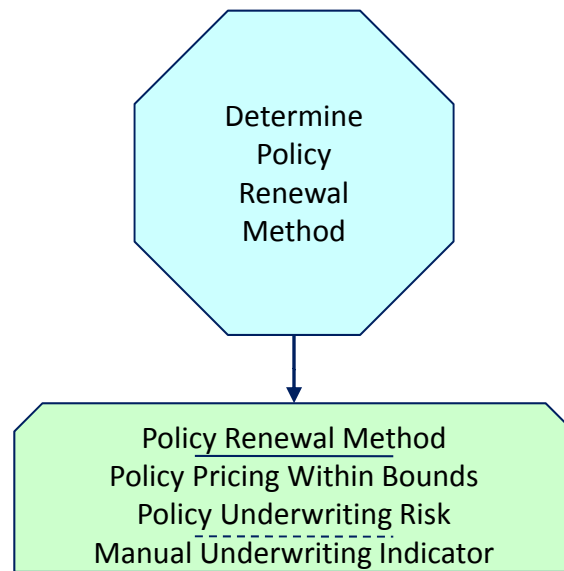 Determine
Policy
Renewal
Method
Policy Renewal Method
Policy Pricing Within Bounds
Policy Underwriting Risk
Manual Underwriting Indicator